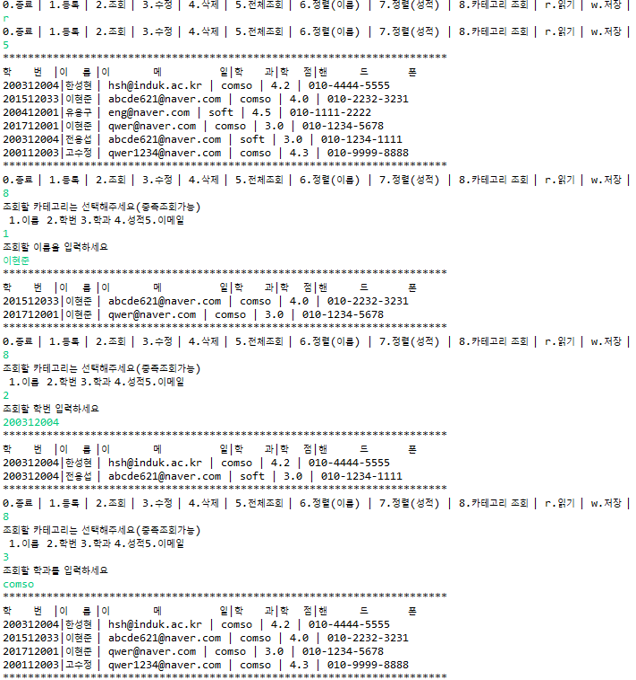 0.종료 | 1.등록 | 2.조회 | 3.수정 | 4.삭제 | 5.전체조회 | 6.정렬(이름) | 7.정렬(성적) | 8.카테고리 조회 | r.읽기 | w.저장 |
r
0.종료 | 1.등록 | 2.조회 | 3.수정 | 4.삭제 | 5.전체조회 | 6.정렬(이름) | 7.정렬(성적) | 8.카테고리 조회 | r.읽기 | w.저장 |
5
***********************************************************************
학 번 |이 름 |이 메 일|학 과|학 점|핸 드 폰
200312004|한성현 | hsh@induk.ac.kr | comso | 4.2 | 010-4444-5555
201512033|이현준 | abcde621@naver.com | comso | 4.0 | 010-2232-3231
200412001|유용구 | eng@naver.com | soft | 4.5 | 010-1111-2222
201712001|이현준 | qwer@naver.com | comso | 3.0 | 010-1234-5678
200312004|전용섭 | abcde621@naver.com | soft | 3.0 | 010-1234-1111
200112003|고수정 | qwer1234@naver.com | comso | 4.3 | 010-9999-8888
***********************************************************************
0.종료 | 1.등록 | 2.조회 | 3.수정 | 4.삭제 | 5.전체조회 | 6.정렬(이름) | 7.정렬(성적) | 8.카테고리 조회 | r.읽기 | w.저장 |
8
조회할 카테고리는 선택해주세요(중측조회가능)
1.이름 2.학번 3.학과 4.성적5.이메일
1
조회할 이름을 입력하세요
이현준
***********************************************************************
학 번 |이 름 |이 메 일|학 과|학 점|핸 드 폰
201512033|이현준 | abcde621@naver.com | comso | 4.0 | 010-2232-3231
201712001|이현준 | qwer@naver.com | comso | 3.0 | 010-1234-5678
***********************************************************************
0.종료 | 1.등록 | 2.조회 | 3.수정 | 4.삭제 | 5.전체조회 | 6.정렬(이름) | 7.정렬(성적) | 8.카테고리 조회 | r.읽기 | w.저장 |
8
조회할 카테고리는 선택해주세요(중측조회가능)
1.이름 2.학번 3.학과 4.성적5.이메일
2
조회할 학번 입력하세요
200312004
***********************************************************************
학 번 |이 름 |이 메 일|학 과|학 점|핸 드 폰
200312004|한성현 | hsh@induk.ac.kr | comso | 4.2 | 010-4444-5555
200312004|전용섭 | abcde621@naver.com | soft | 3.0 | 010-1234-1111
***********************************************************************
0.종료 | 1.등록 | 2.조회 | 3.수정 | 4.삭제 | 5.전체조회 | 6.정렬(이름) | 7.정렬(성적) | 8.카테고리 조회 | r.읽기 | w.저장 |
8
조회할 카테고리는 선택해주세요(중측조회가능)
1.이름 2.학번 3.학과 4.성적5.이메일
3
조회할 학과를 입력하세요
comso
***********************************************************************
학 번 |이 름 |이 메 일|학 과|학 점|핸 드 폰
200312004|한성현 | hsh@induk.ac.kr | comso | 4.2 | 010-4444-5555
201512033|이현준 | abcde621@naver.com | comso | 4.0 | 010-2232-3231
201712001|이현준 | qwer@naver.com | comso | 3.0 | 010-1234-5678
200112003|고수정 | qwer1234@naver.com | comso | 4.3 | 010-9999-8888
***********************************************************************